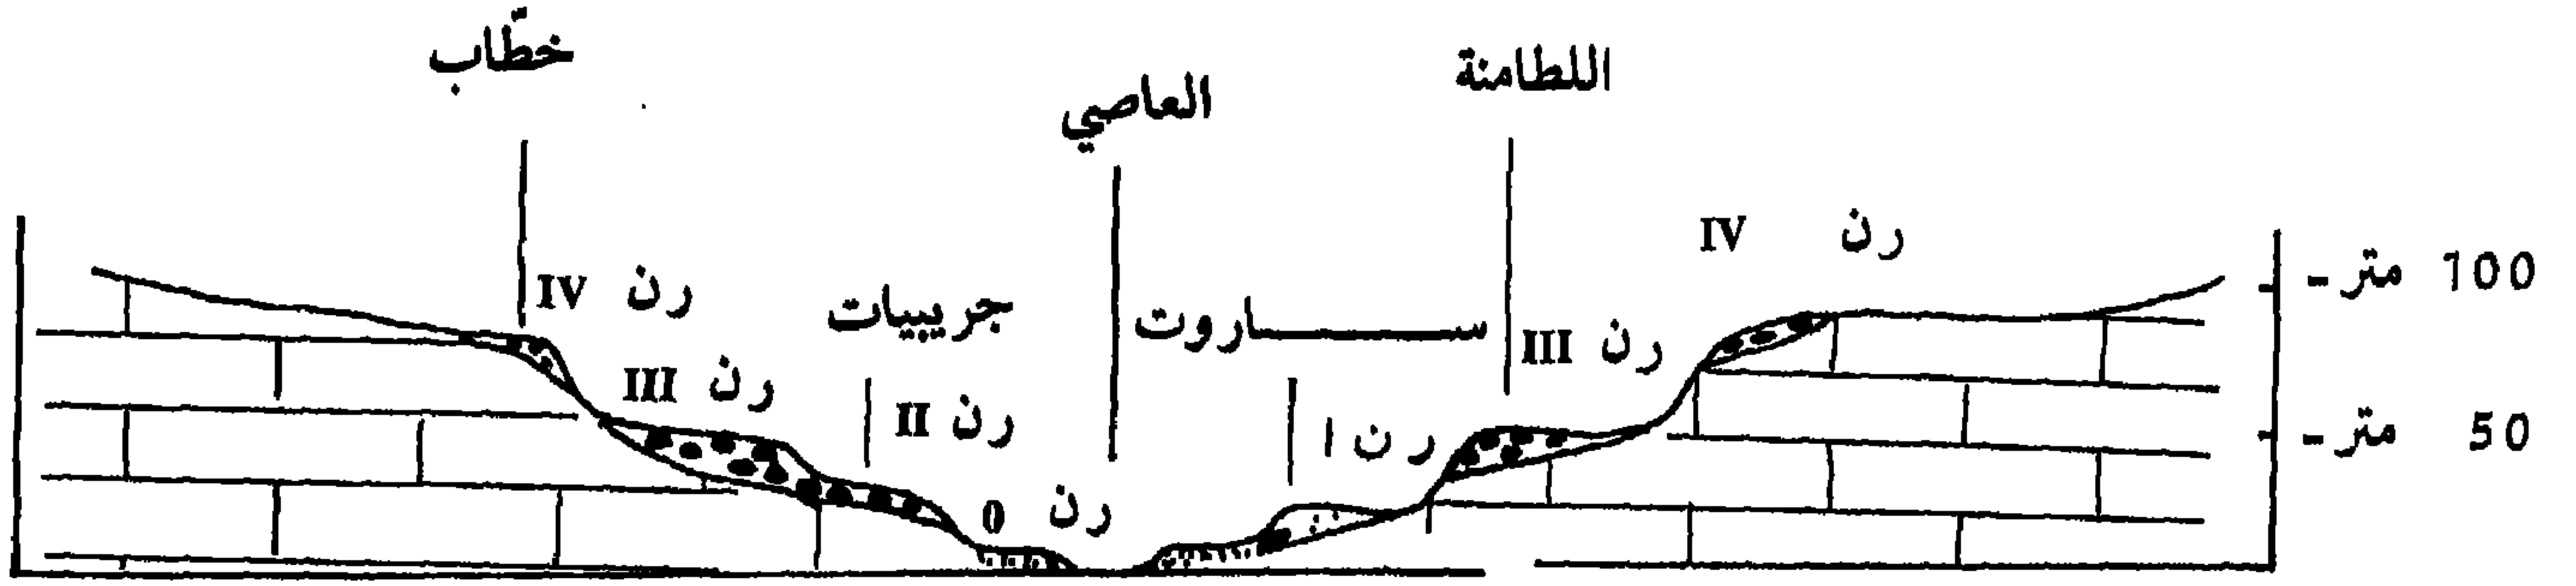 خطّاب
اللطامنة
العاصي
رن IV
رن IV
100 متر -
جريبيات
ساروت
رن III
رن III
رن II
رن I
50 متر -
رن 0